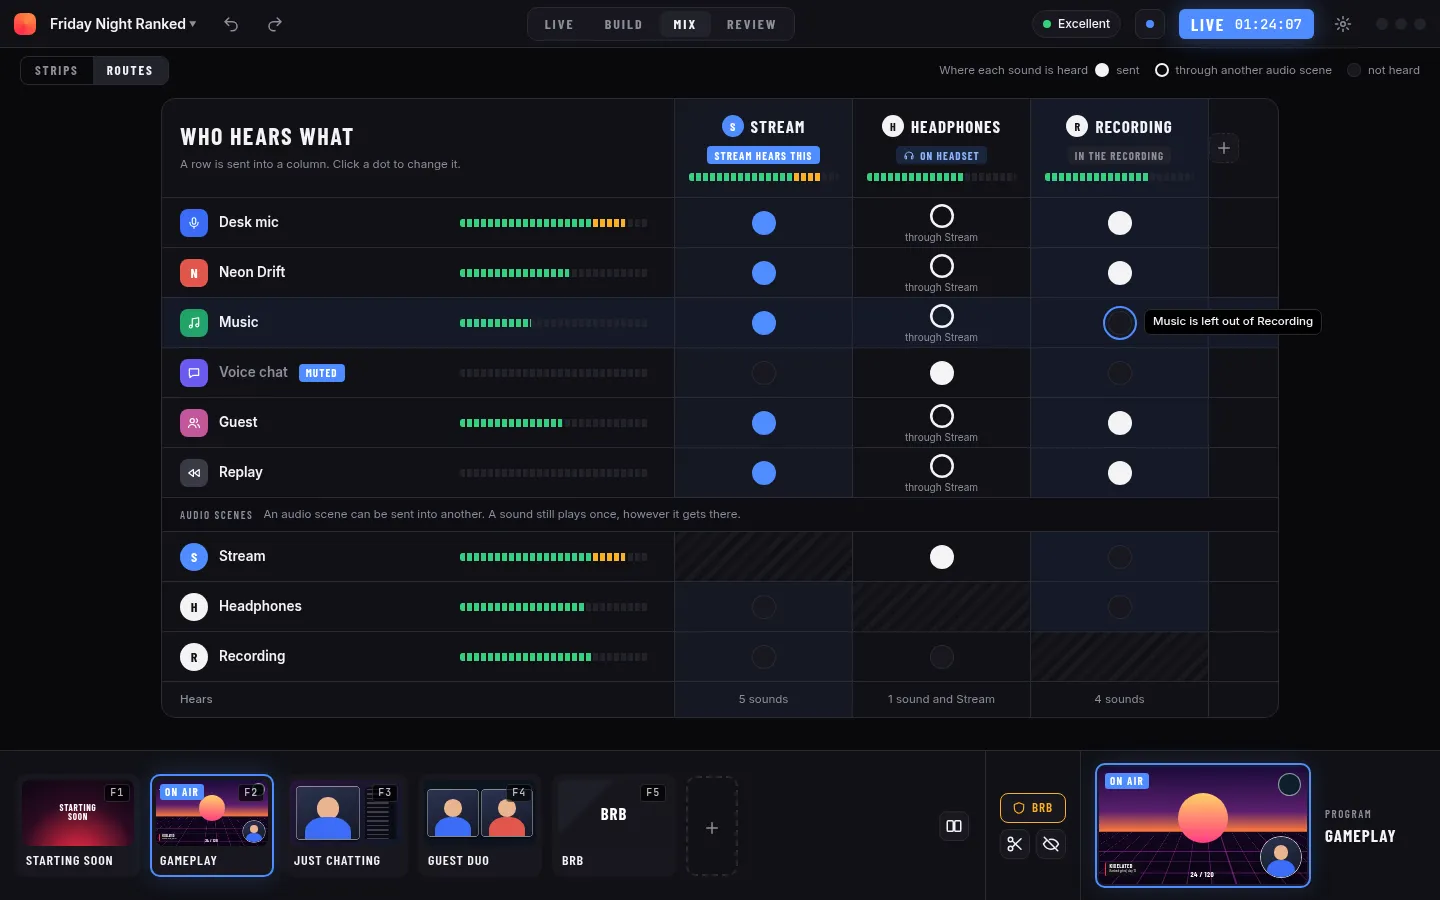 Friday Night Ranked
LIVE BUILD MIX REVIEW
Excellent
LIVE 01:24:07
STRIPS ROUTES
Where each sound is heard sent through another audio scene not heard
WHO HEARS WHAT
A row is sent into a column. Click a dot to change it.
S STREAM
STREAM HEARS THIS
H HEADPHONES
ON HEADSET
R RECORDING
IN THE RECORDING
Desk mic
through Stream
N Neon Drift
through Stream
Music
through Stream
Music is left out of Recording
Voice chat MUTED
Guest
through Stream
Replay
through Stream
AUDIO SCENES An audio scene can be sent into another. A sound still plays once, however it gets there.
S Stream
H Headphones
R Recording
Hears 5 sounds 1 sound and Stream 4 sounds
F1
STARTING
SOON
STARTING SOON
ON AIR F2
24 / 120
GAMEPLAY
F3
JUST CHATTING
F4
GUEST DUO
F5
BRB
BRB
BRB
ON AIR
24 / 120
PROGRAM
GAMEPLAY